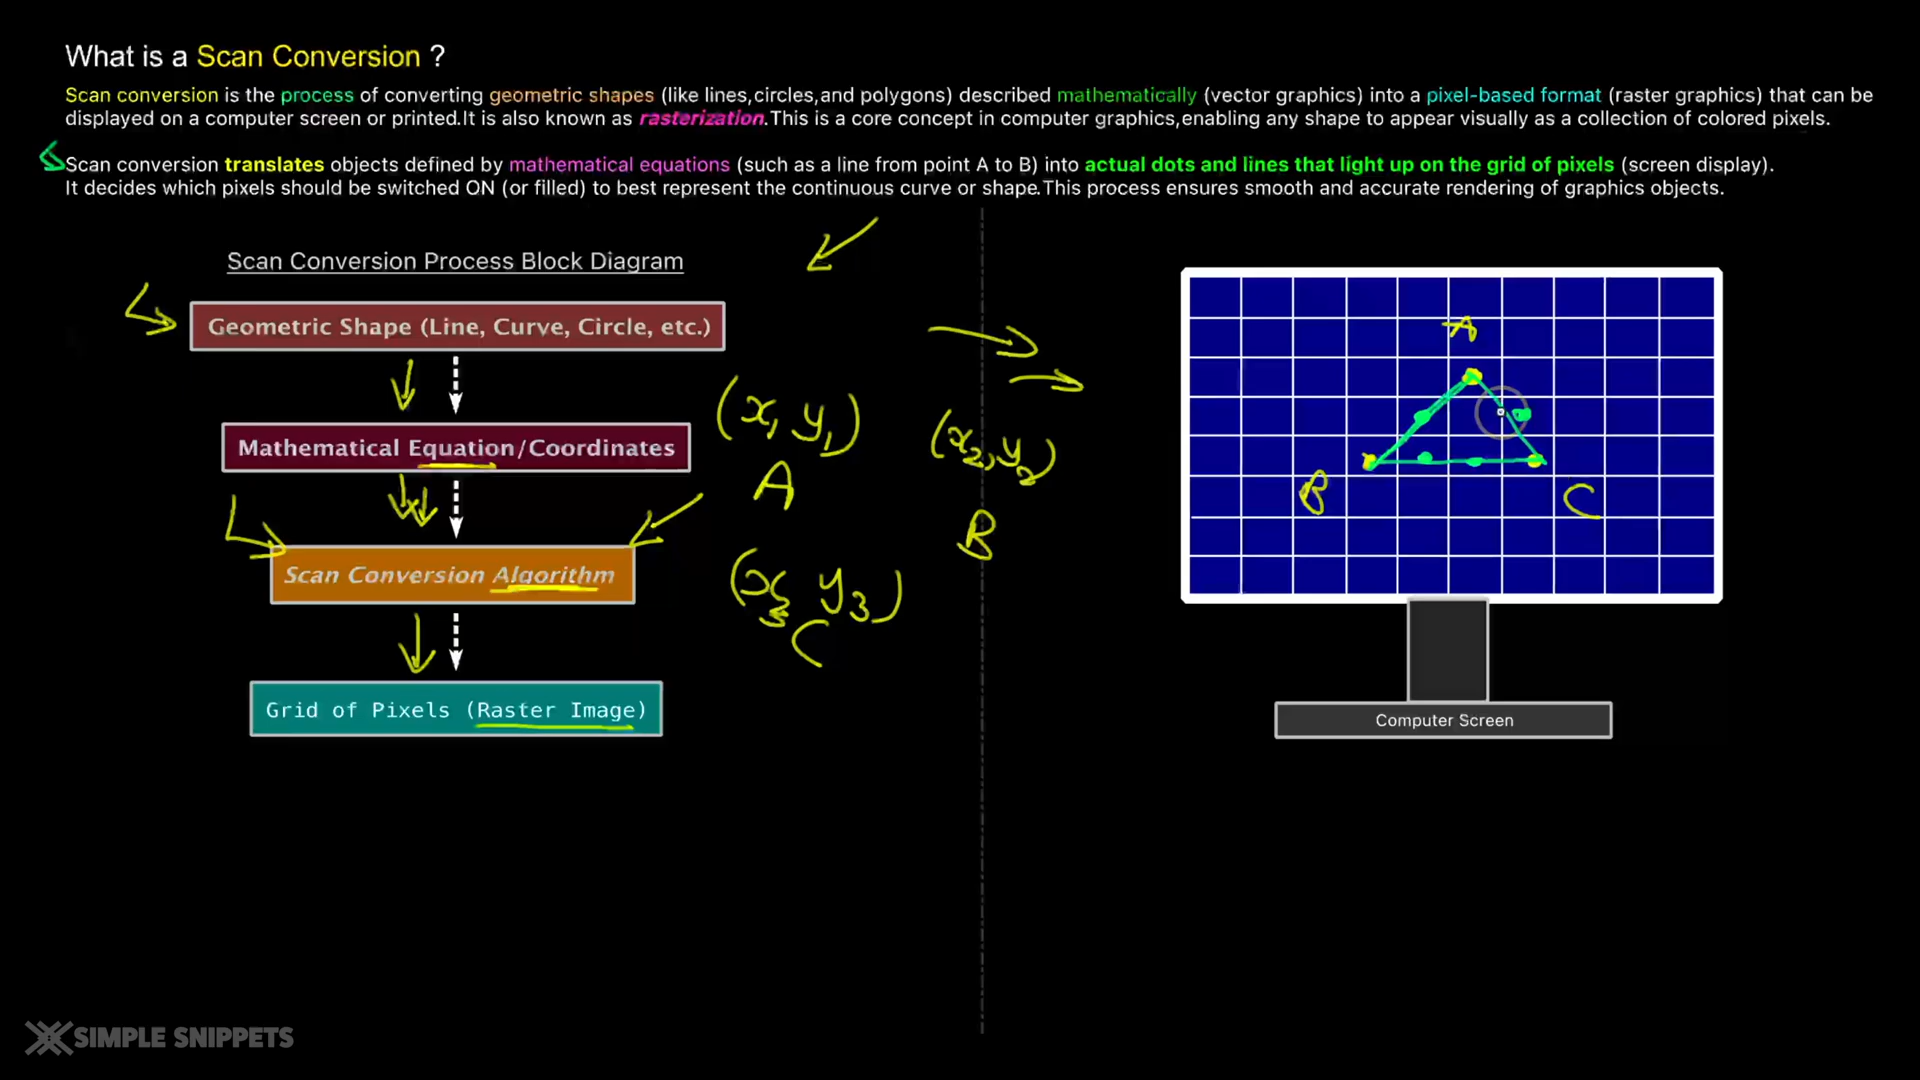 What is a Scan Conversion ?
Scan conversion is the process of converting geometric shapes (like lines,circles,and polygons) described mathematically (vector graphics) into a pixel-based format (raster graphics) that can be
displayed on a computer screen or printed.It is also known as rasterization.This is a core concept in computer graphics,enabling any shape to appear visually as a collection of colored pixels.
Scan conversion translates objects defined by mathematical equations (such as a line from point A to B) into actual dots and lines that light up on the grid of pixels (screen display).
It decides which pixels should be switched ON (or filled) to best represent the continuous curve or shape.This process ensures smooth and accurate rendering of graphics objects.
Scan Conversion Process Block Diagram
Geometric Shape (Line, Curve, Circle, etc.)
Mathematical Equation/Coordinates
Scan Conversion Algorithm
Grid of Pixels (Raster Image)
(x1 y1)
A
(x2,y2)
B
(x3 y3)
C
A
B
C
Computer Screen
SIMPLE SNIPPETS